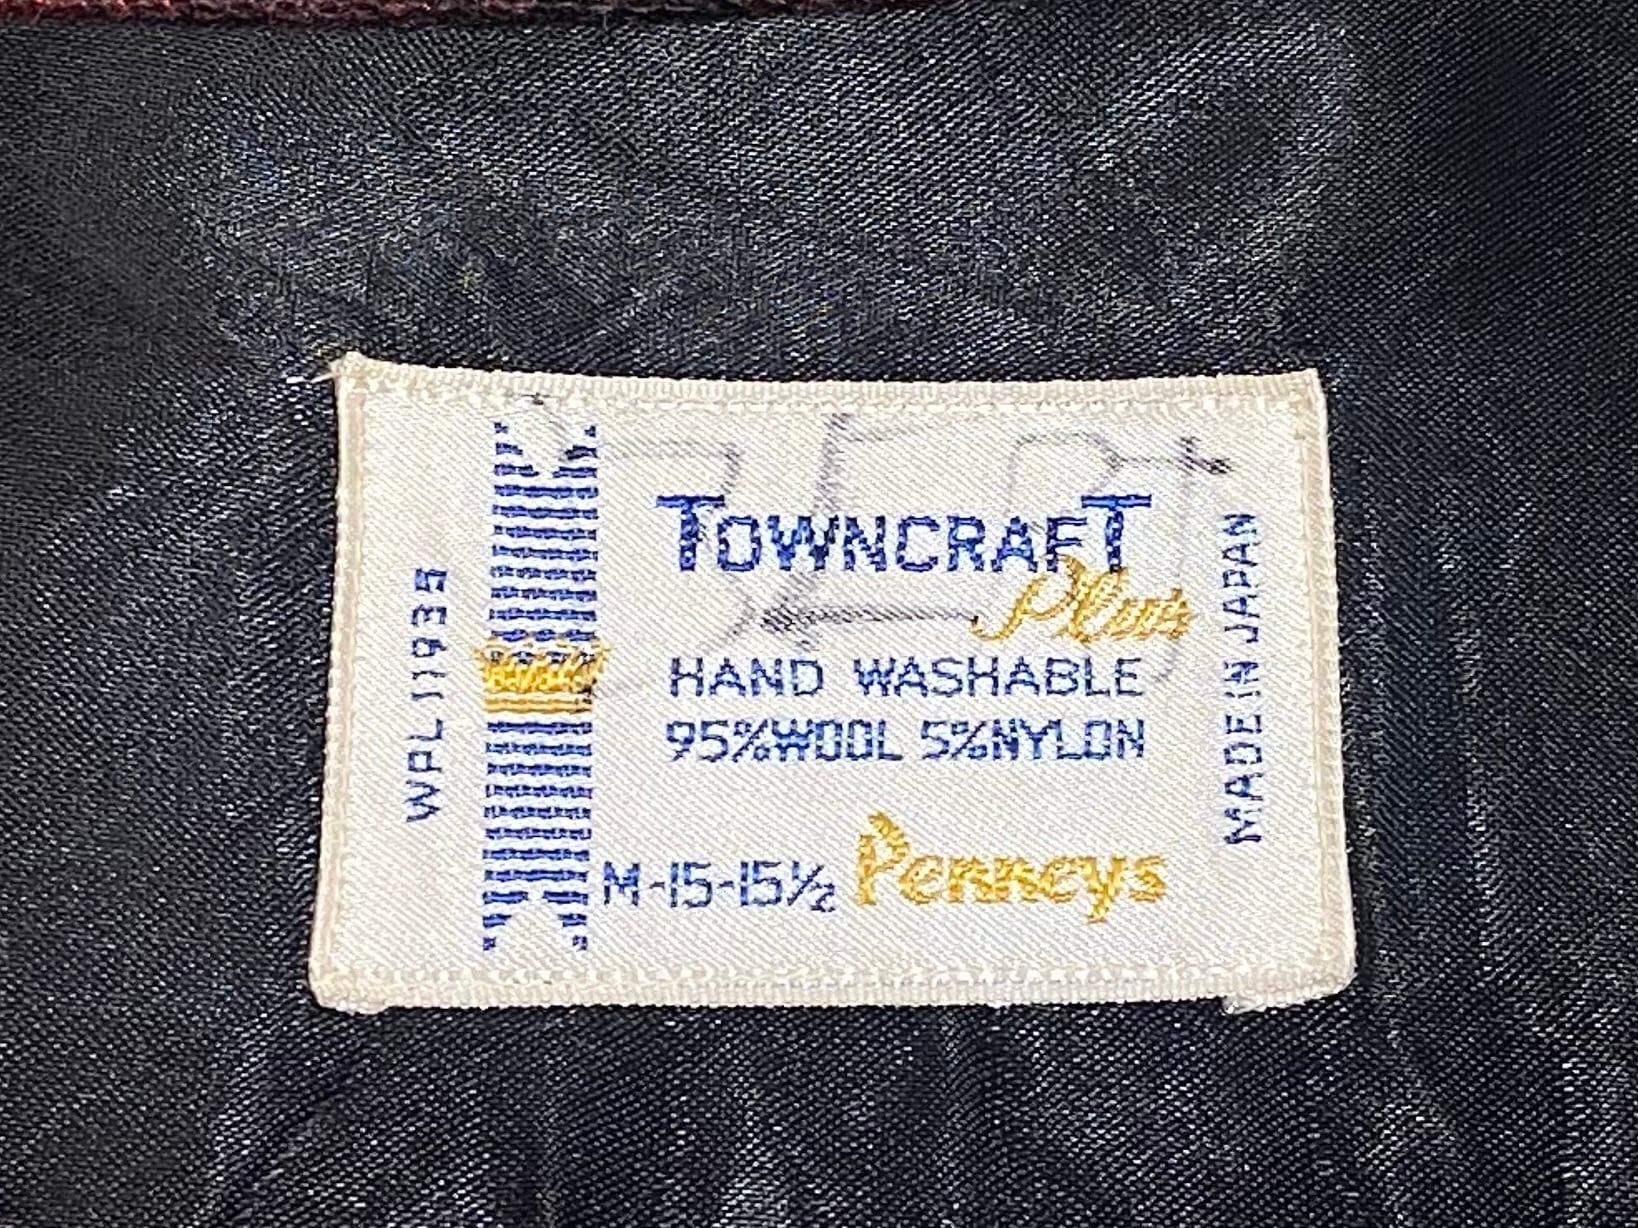 WPL 11935
TOWNCRAFT
Plus
HAND WASHABLE
95% WOOL 5% NYLON
M-15-15½ Penneys
MADE IN JAPAN